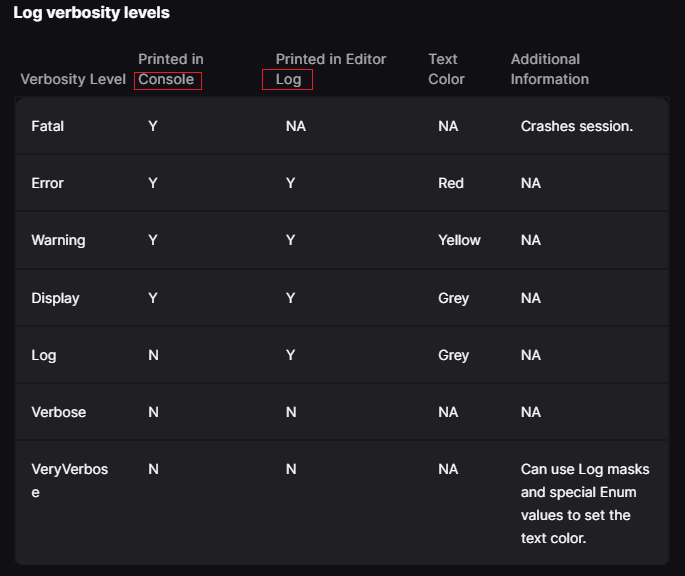 Log verbosity levels
Verbosity Level Printed in Console Printed in Editor Log Text Color Additional Information
Fatal Y NA NA Crashes session.
Error Y Y Red NA
Warning Y Y Yellow NA
Display Y Y Grey NA
Log N Y Grey NA
Verbose N N NA NA
VeryVerbos N N NA Can use Log masks
e and special Enum
values to set the
text color.